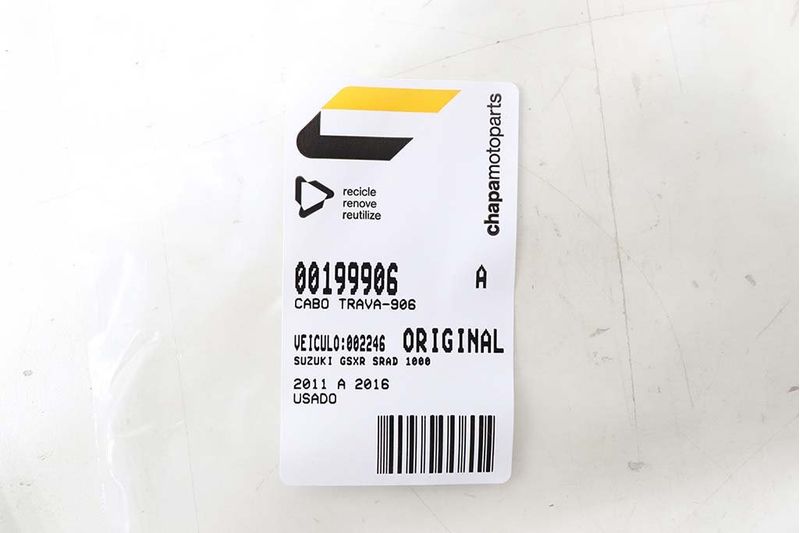 chapamotoparts
recicle
renove
reutilize
00199906 A
CABO TRAVA-906
VEICULO:002246 ORIGINAL
SUZUKI GSXR SRAD 1000
2011 A 2016
USADO